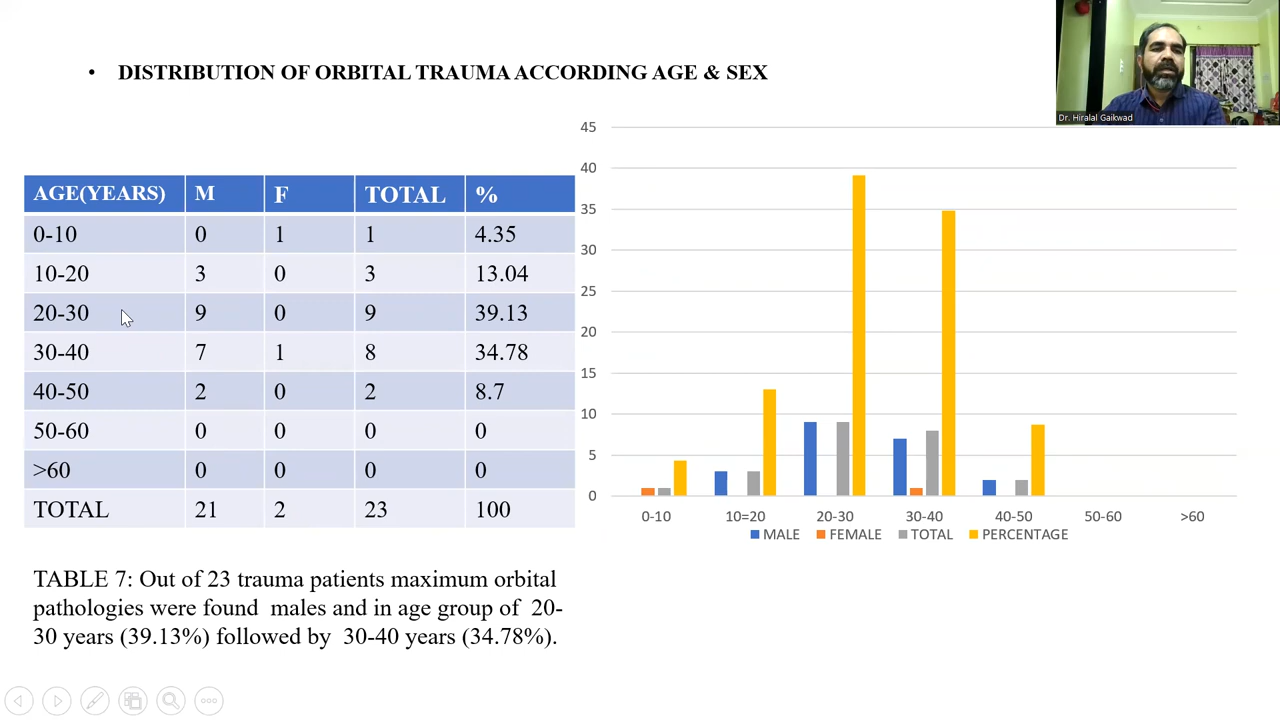 • DISTRIBUTION OF ORBITAL TRAUMA ACCORDING AGE & SEX
Dr. Hiralal Gaikwad
AGE(YEARS) M F TOTAL %
0-10 0 1 1 4.35
10-20 3 0 3 13.04
20-30 9 0 9 39.13
30-40 7 1 8 34.78
40-50 2 0 2 8.7
50-60 0 0 0 0
>60 0 0 0 0
TOTAL 21 2 23 100
TABLE 7: Out of 23 trauma patients maximum orbital
pathologies were found males and in age group of 20-
30 years (39.13%) followed by 30-40 years (34.78%).
45
40
35
30
25
20
15
10
5
0
0-10 10=20 20-30 30-40 40-50 50-60 >60
MALE FEMALE TOTAL PERCENTAGE